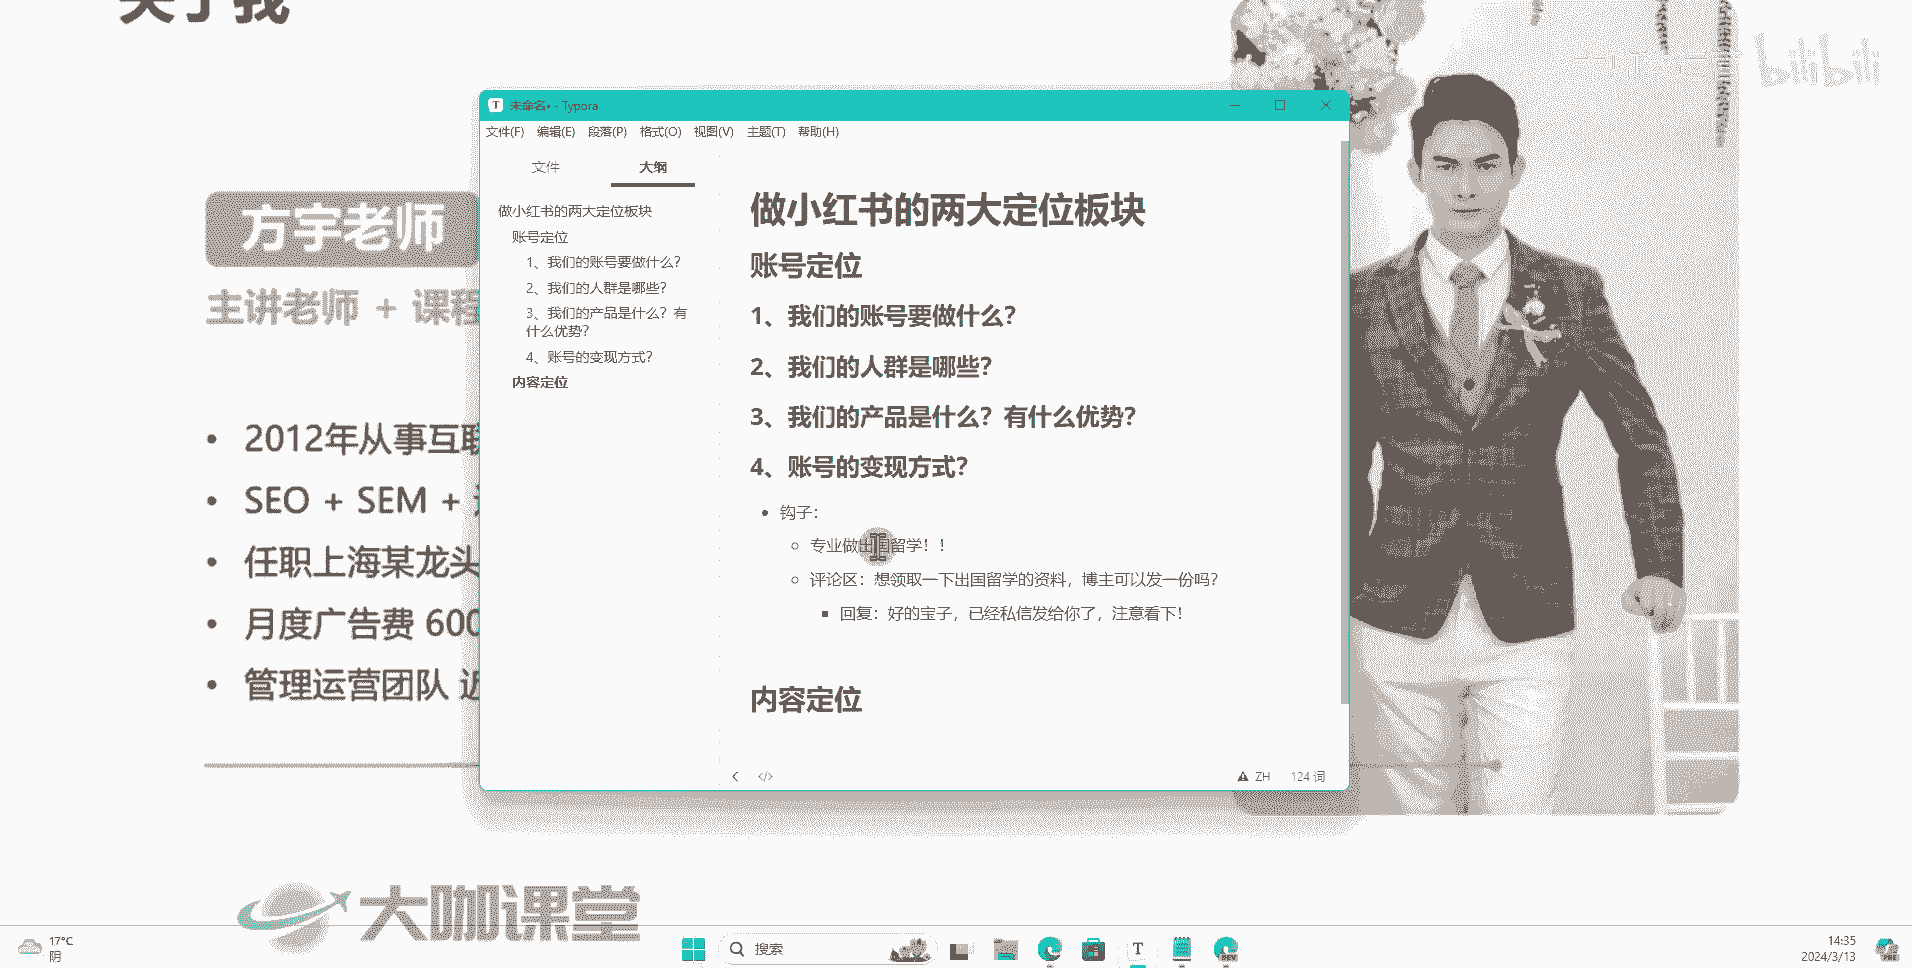 关于我
bilibili
方宇老师
主讲老师 + 课程
• 2012年从事互联
• SEO + SEM +
• 任职上海某龙头
• 月度广告费 600
• 管理运营团队 近
大咖课堂
未命名• - Typora
文件(F) 编辑(E) 段落(P) 格式(O) 视图(V) 主题(T) 帮助(H)
文件 大纲
做小红书的两大定位板块
账号定位
1、我们的账号要做什么?
2、我们的人群是哪些?
3、我们的产品是什么? 有
什么优势?
4、账号的变现方式?
内容定位
做小红书的两大定位板块
账号定位
1、我们的账号要做什么?
2、我们的人群是哪些?
3、我们的产品是什么? 有什么优势?
4、账号的变现方式?
• 钩子:
专业做出国留学! !
评论区: 想领取一下出国留学的资料, 博主可以发一份吗?
回复: 好的宝子, 已经私信发给你了, 注意看下!
内容定位
ZH 124 词
17°C
阴
搜索
T
DEV
14:35
2024/3/13
PRE